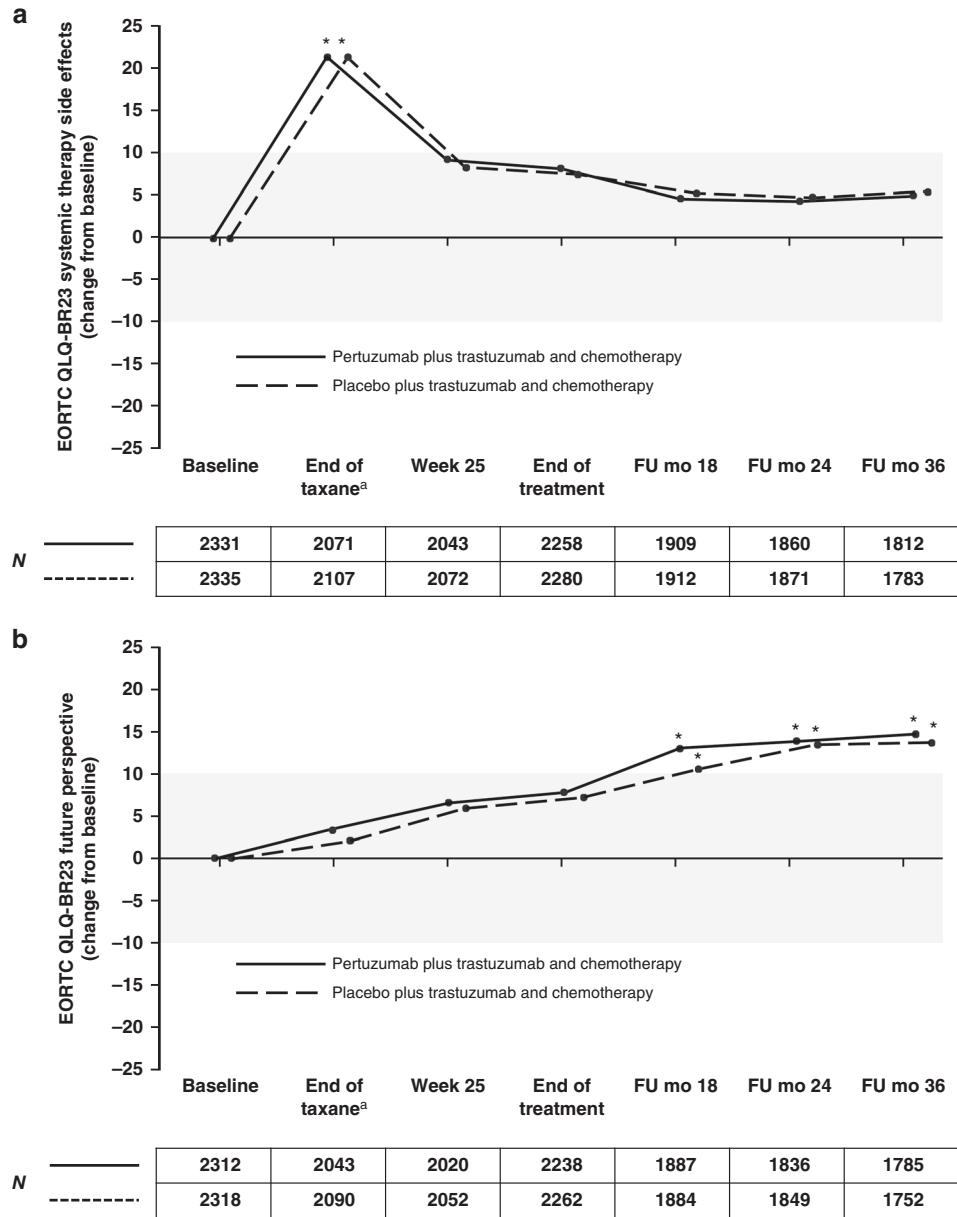 a
EORTC QLQ-BR23 systemic therapy side effects
(change from baseline)
25
20
15
10
5
0
–5
–10
–15
–20
–25
* *
Pertuzumab plus trastuzumab and chemotherapy
Placebo plus trastuzumab and chemotherapy
Baseline
End of
taxaneᵃ
Week 25
End of
treatment
FU mo 18
FU mo 24
FU mo 36
N
2331 2071 2043 2258 1909 1860 1812
2335 2107 2072 2280 1912 1871 1783
b
EORTC QLQ-BR23 future perspective
(change from baseline)
25
20
15
10
5
0
–5
–10
–15
–20
–25
* * * * * *
Pertuzumab plus trastuzumab and chemotherapy
Placebo plus trastuzumab and chemotherapy
Baseline
End of
taxaneᵃ
Week 25
End of
treatment
FU mo 18
FU mo 24
FU mo 36
N
2312 2043 2020 2238 1887 1836 1785
2318 2090 2052 2262 1884 1849 1752